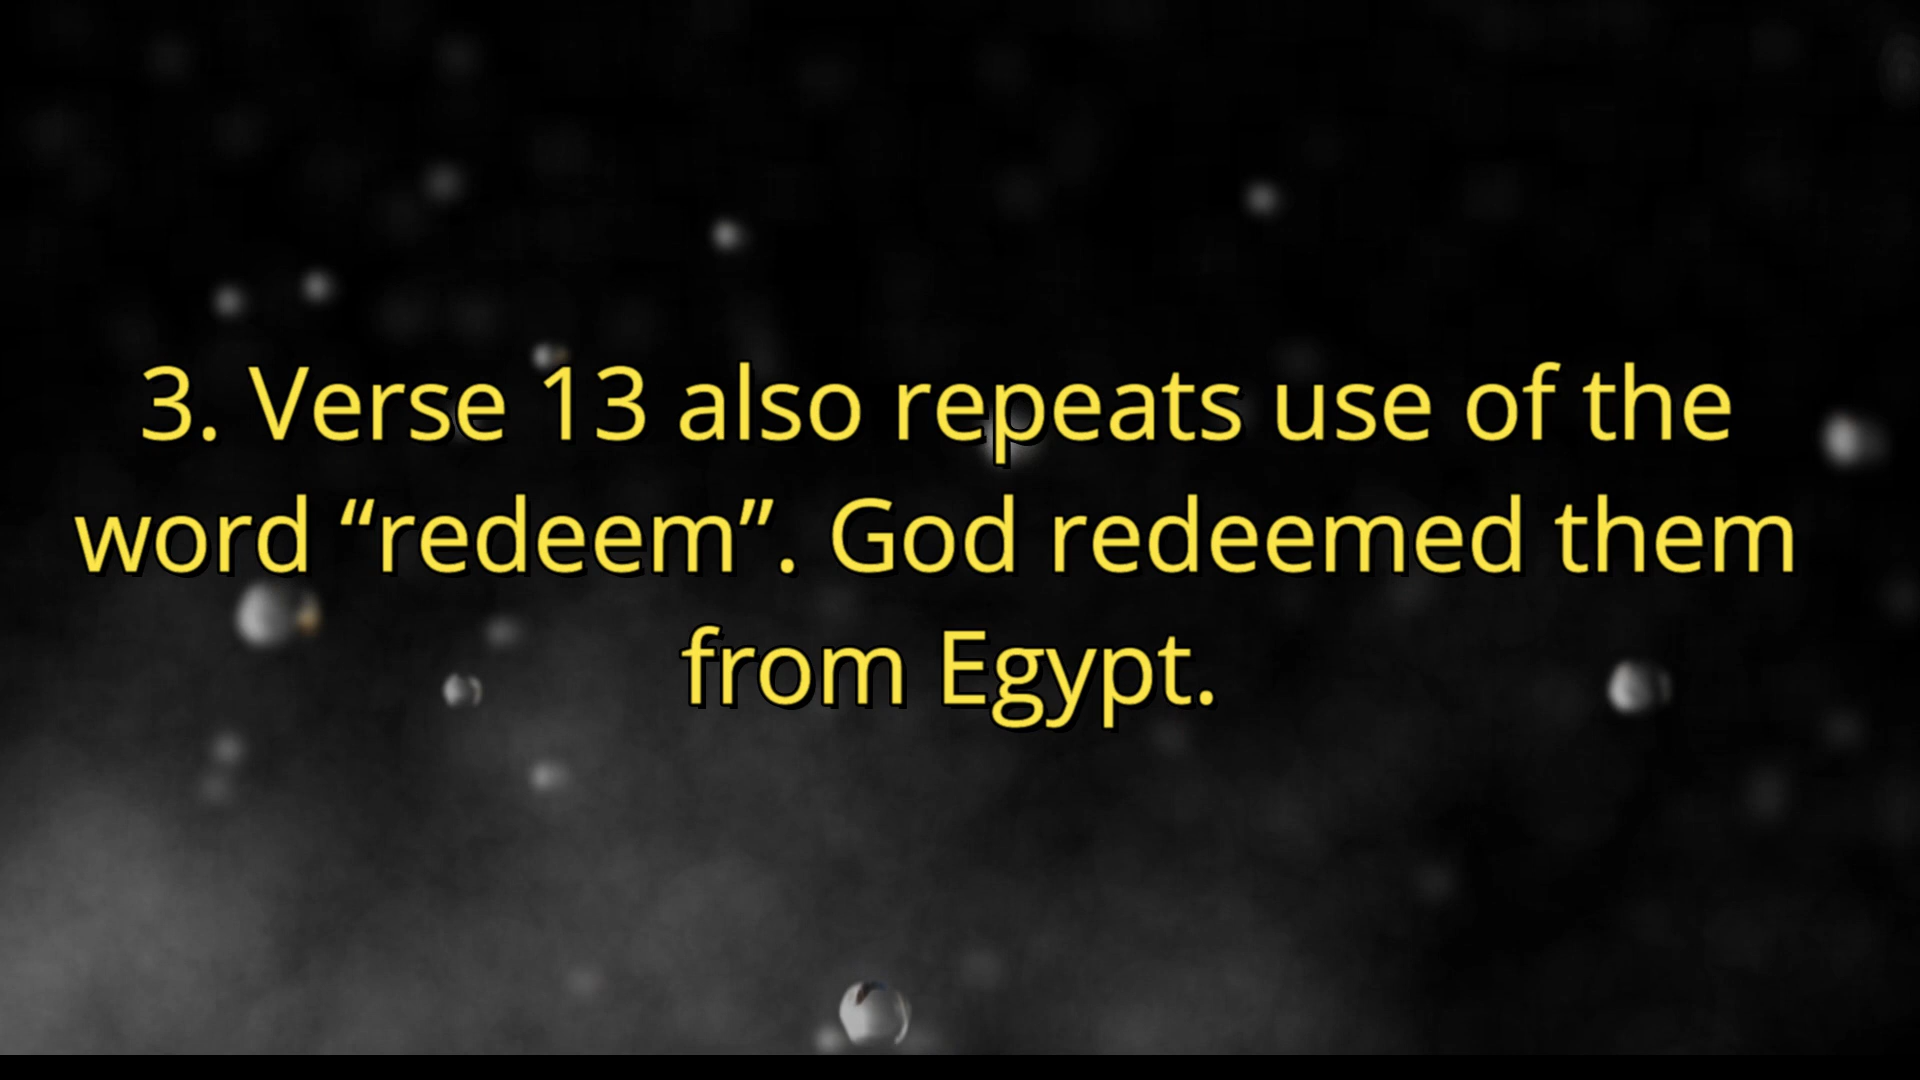 3. Verse 13 also repeats use of the
word “redeem”. God redeemed them
from Egypt.